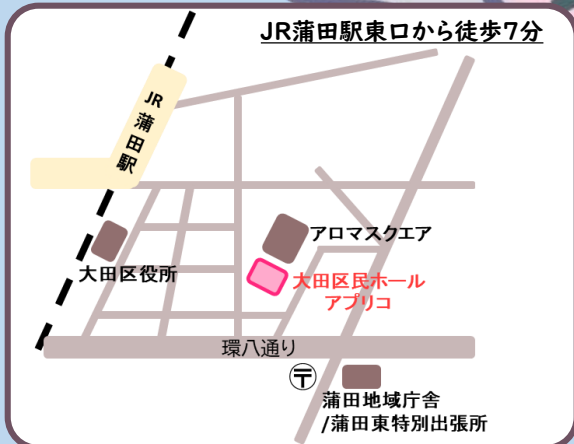 JR蒲田駅東口から徒歩7分
JR
蒲田駅
アロマスクエア
大田区役所
大田区民ホール
アプリコ
環八通り
〒
蒲田地域庁舎
/蒲田東特別出張所